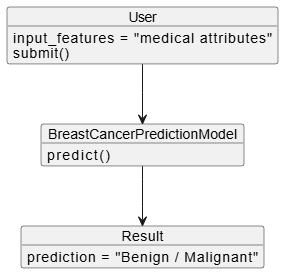 User
input_features = "medical attributes"
submit()
BreastCancerPredictionModel
predict()
Result
prediction = "Benign / Malignant"